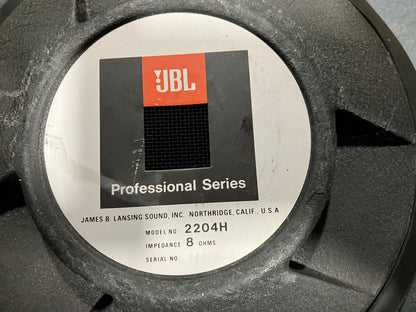 JBL
Professional Series
JAMES B. LANSING SOUND, INC. NORTHRIDGE, CALIF., U.S.A.
MODEL NO. 2204H
IMPEDANCE 8 OHMS
SERIAL NO.